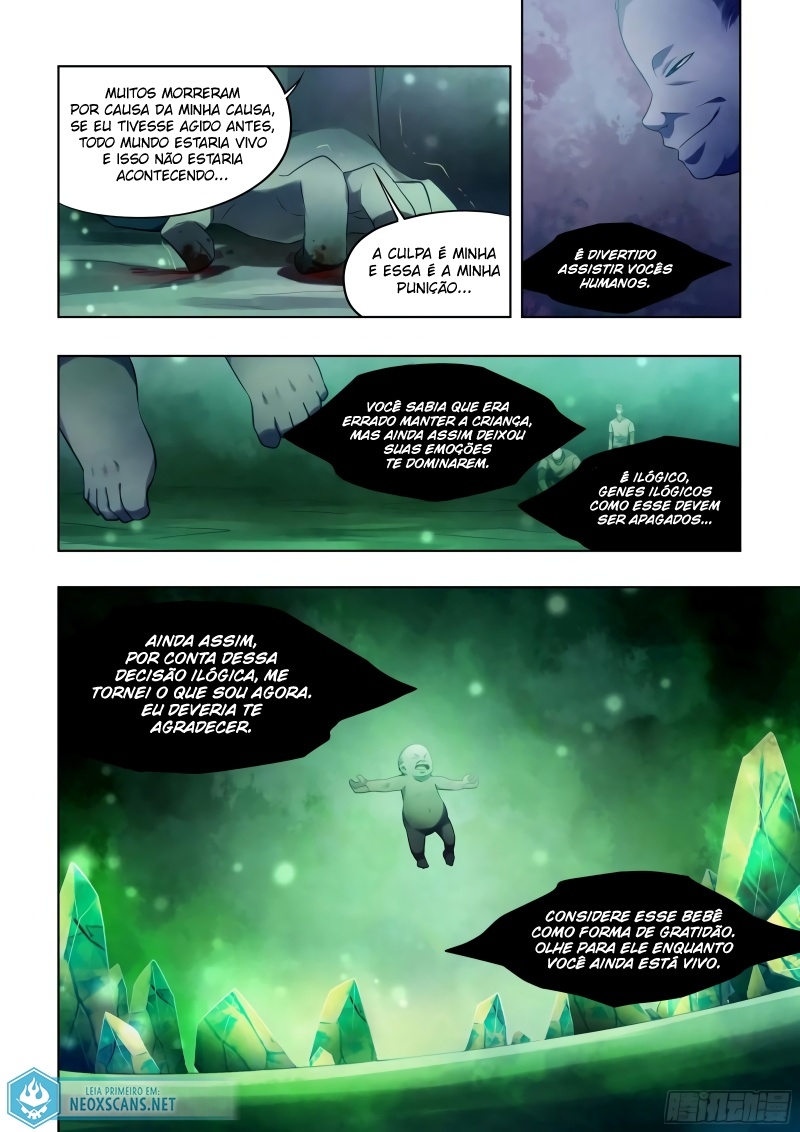 MUITOS MORRERAM
POR CAUSA DA MINHA CAUSA,
SE EU TIVESSE AGIDO ANTES,
TODO MUNDO ESTARIA VIVO
E ISSO NÃO ESTARIA
ACONTECENDO...
A CULPA É MINHA
E ESSA É A MINHA
PUNIÇÃO...
É DIVERTIDO
ASSISTIR VOCÊS
HUMANOS.
VOCÊ SABIA QUE ERA
ERRADO MANTER A CRIANÇA,
MAS AINDA ASSIM DEIXOU
SUAS EMOÇÕES
TE DOMINAREM.
É ILÓGICO,
GENES ILÓGICOS
COMO ESSE DEVEM
SER APAGADOS...
AINDA ASSIM,
POR CONTA DESSA
DECISÃO ILÓGICA, ME
TORNEI O QUE SOU AGORA.
EU DEVERIA TE
AGRADECER.
CONSIDERE ESSE BEBÊ
COMO FORMA DE GRATIDÃO.
OLHE PARA ELE ENQUANTO
VOCÊ AINDA ESTÁ VIVO.
LEIA PRIMEIRO EM:
NEOXSCANS.NET
腾讯动漫